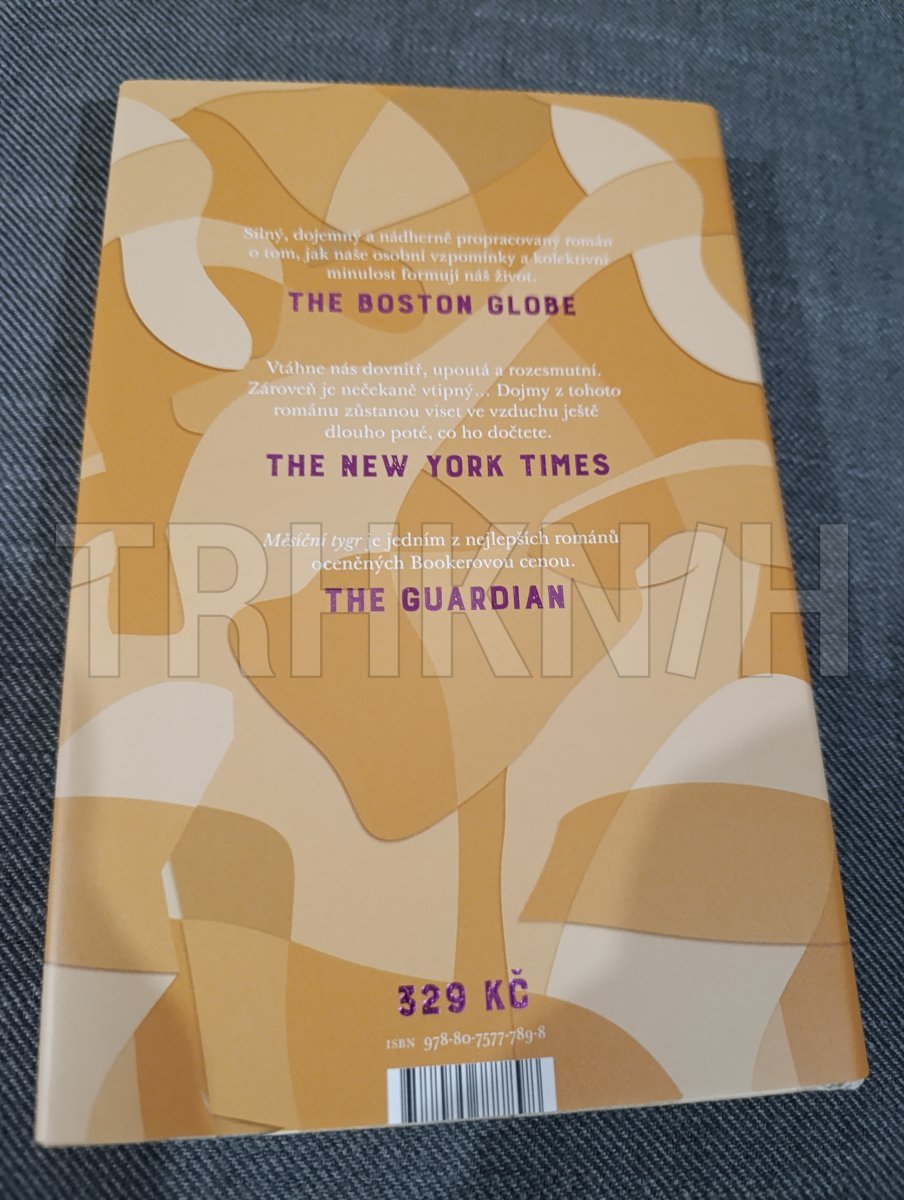 Silný, dojemný a nádherně propracovaný román
o tom, jak naše osobní vzpomínky a kolektivní
minulost formují náš život.
THE BOSTON GLOBE
Vtáhne nás dovnitř, upoutá a rozesmutní.
Zároveň je nečekaně vtipný... Dojmy z tohoto
románu zůstanou viset ve vzduchu ještě
dlouho poté, co ho dočtete.
THE NEW YORK TIMES
Měsíční tygr je jedním z nejlepších románů
oceněných Bookerovou cenou.
THE GUARDIAN
TRHKNIH
329 KČ
ISBN 978-80-7577-789-8